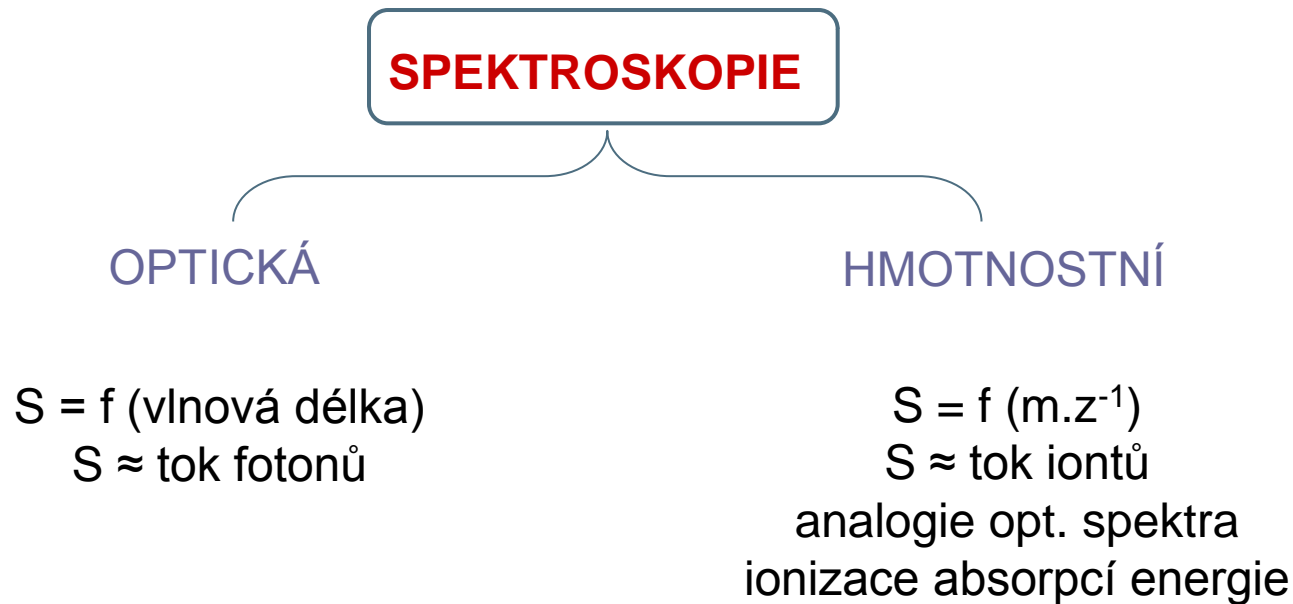 SPEKTROSKOPIE
OPTICKÁ
S = f (vlnová délka)
S ≈ tok fotonů
HMOTNOSTNÍ
S = f (m.z⁻¹)
S ≈ tok iontů
analogie opt. spektra
ionizace absorpcí energie